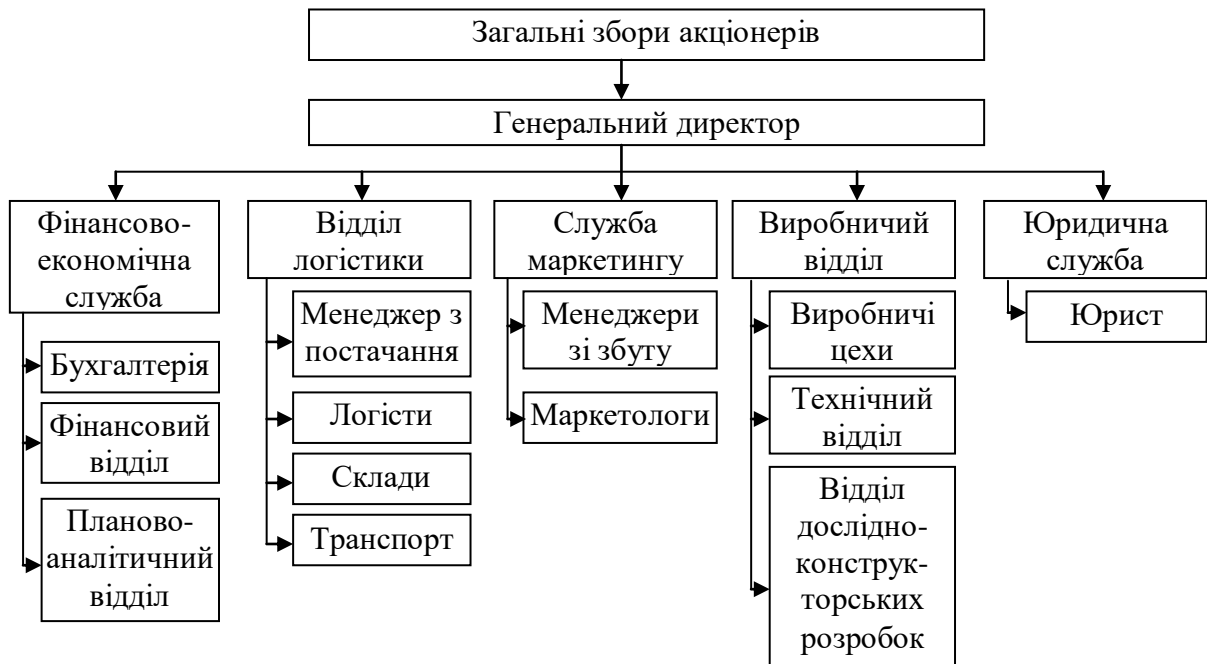 Загальні збори акціонерів
Генеральний директор
Фінансово-
економічна
служба
Бухгалтерія
Фінансовий
відділ
Планово-
аналітичний
відділ
Відділ
логістики
Менеджер з
постачання
Логісти
Склади
Транспорт
Служба
маркетингу
Менеджери
зі збуту
Маркетологи
Виробничий
відділ
Виробничі
цехи
Технічний
відділ
Відділ
дослідно-
конструк-
торських
розробок
Юридична
служба
Юрист